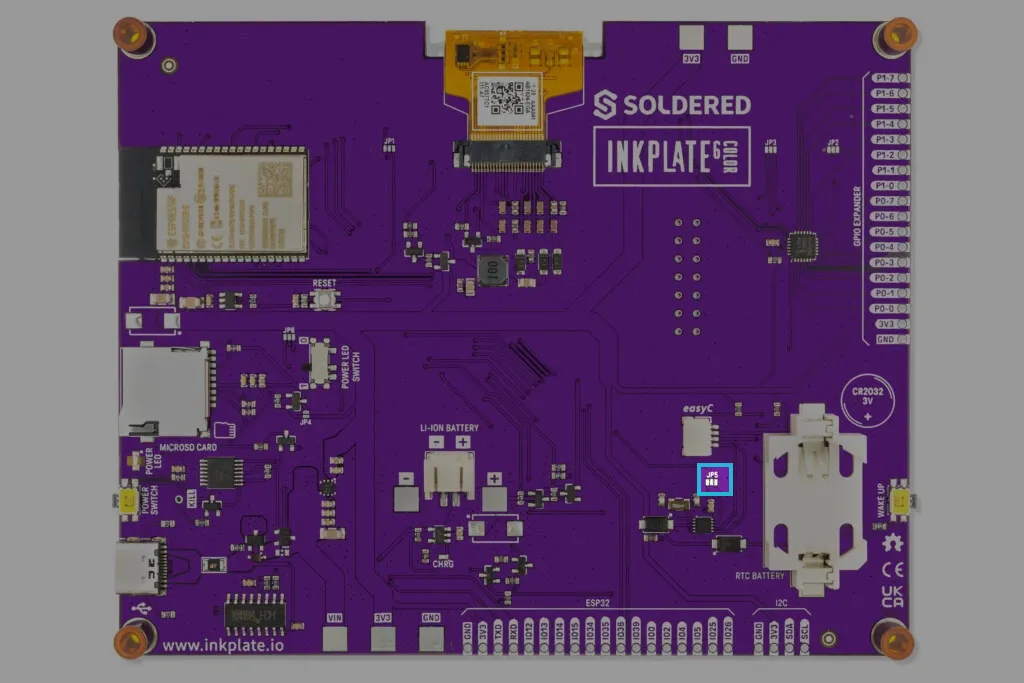 3V3
GND
P1-7
P1-6
SOLDERED
P1-5
P1-4
INKPLATE6
COLOR
JP1
JP3
JP2
P1-3
P1-2
P1-1
P1-0
P0-7
P0-6
P0-5
P0-4
P0-3
P0-2
P0-1
P0-0
3V3
GND
GPIO EXPANDER
100
RESET
JP6
POWER LED
SWITCH
JP4
CR2032
3V
+
easyC
LI-ION BATTERY
- +
MICROSD CARD
POWER
LED
JP5
- +
POWER
SWITCH
KILL
WAKE UP
CHRG
RTC BATTERY
CE
UK
CA
ESP32
I2C
VIN
3V3
GND
GND
3V3
TXD
RXD
IO12
IO13
IO14
IO15
IO34
IO35
IO36
IO39
IO0
IO2
IO4
IO5
IO25
IO26
GND
3V3
SDA
SCL
www.inkplate.io